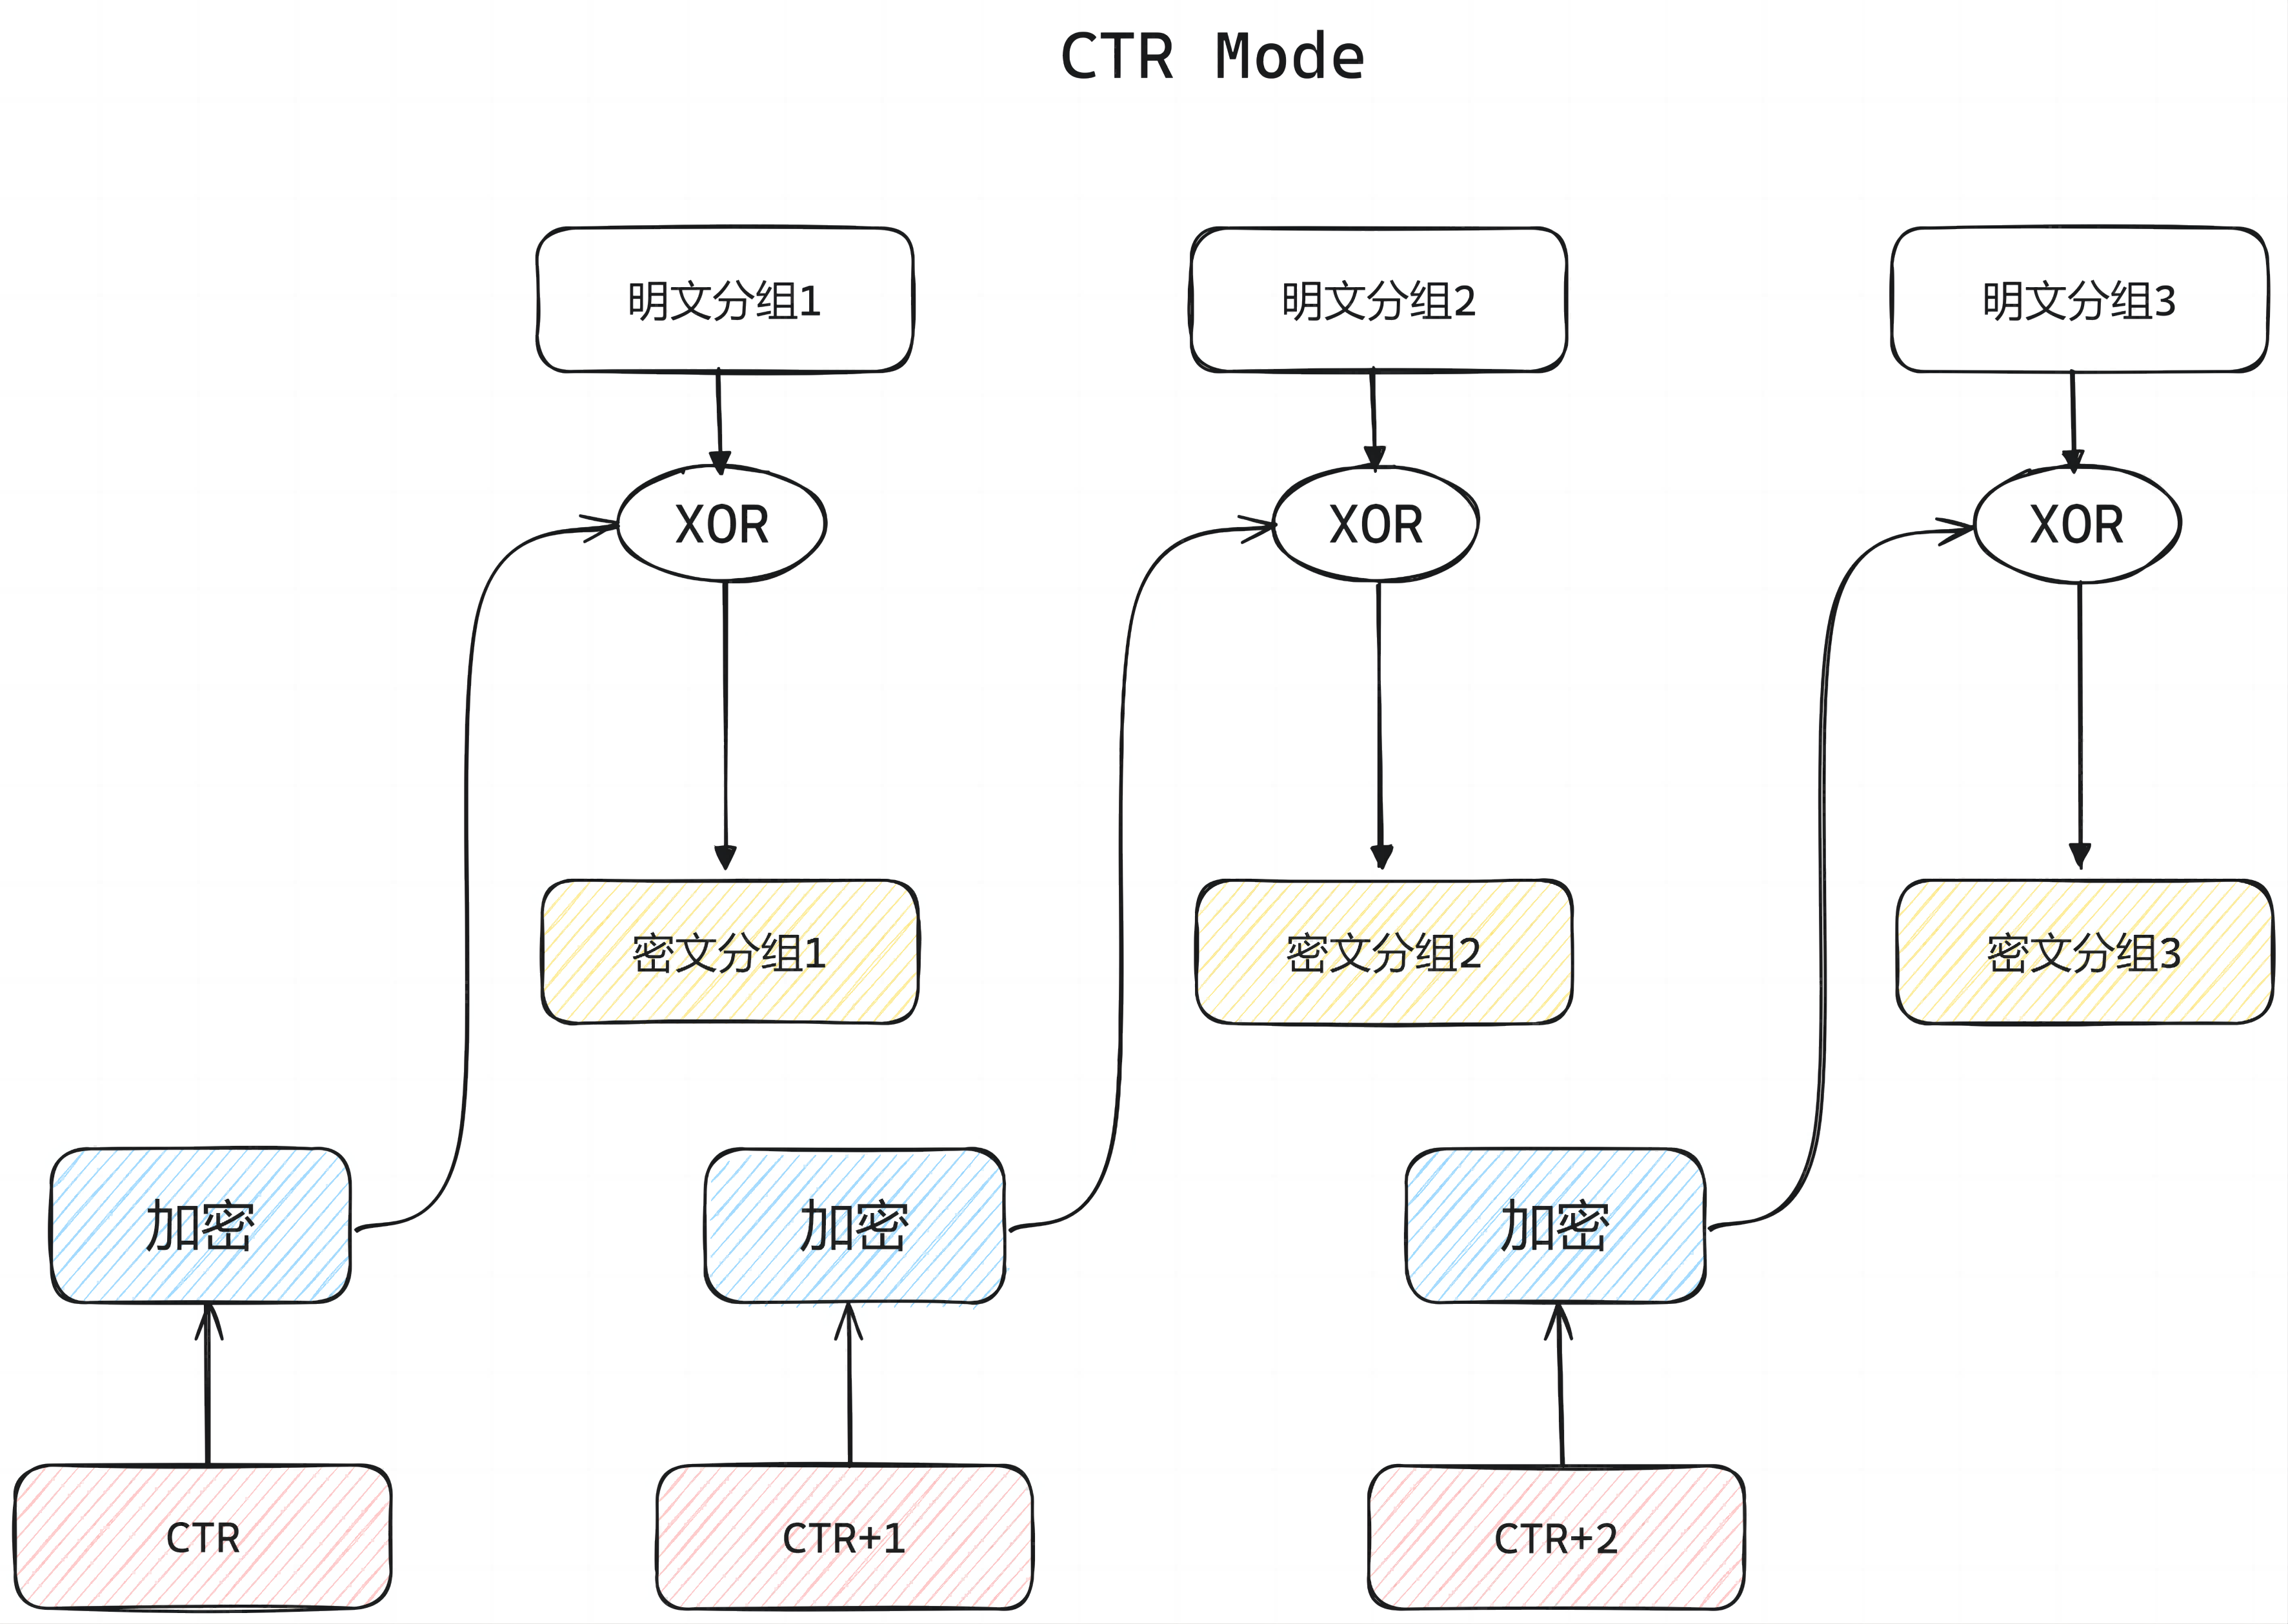 CTR Mode
明文分组1
明文分组2
明文分组3
XOR
XOR
XOR
密文分组1
密文分组2
密文分组3
加密
加密
加密
CTR
CTR+1
CTR+2